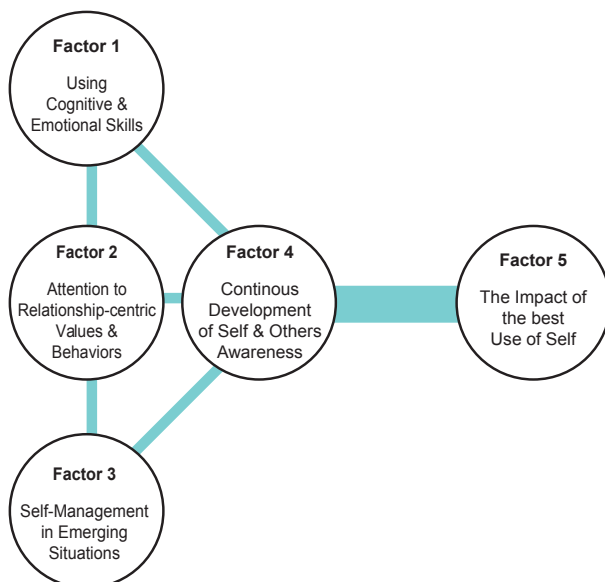 Factor 1
Using
Cognitive &
Emotional Skills
Factor 2
Attention to
Relationship-centric
Values &
Behaviors
Factor 4
Continous
Development
of Self & Others
Awareness
Factor 5
The Impact of
the best
Use of Self
Factor 3
Self-Management
in Emerging
Situations